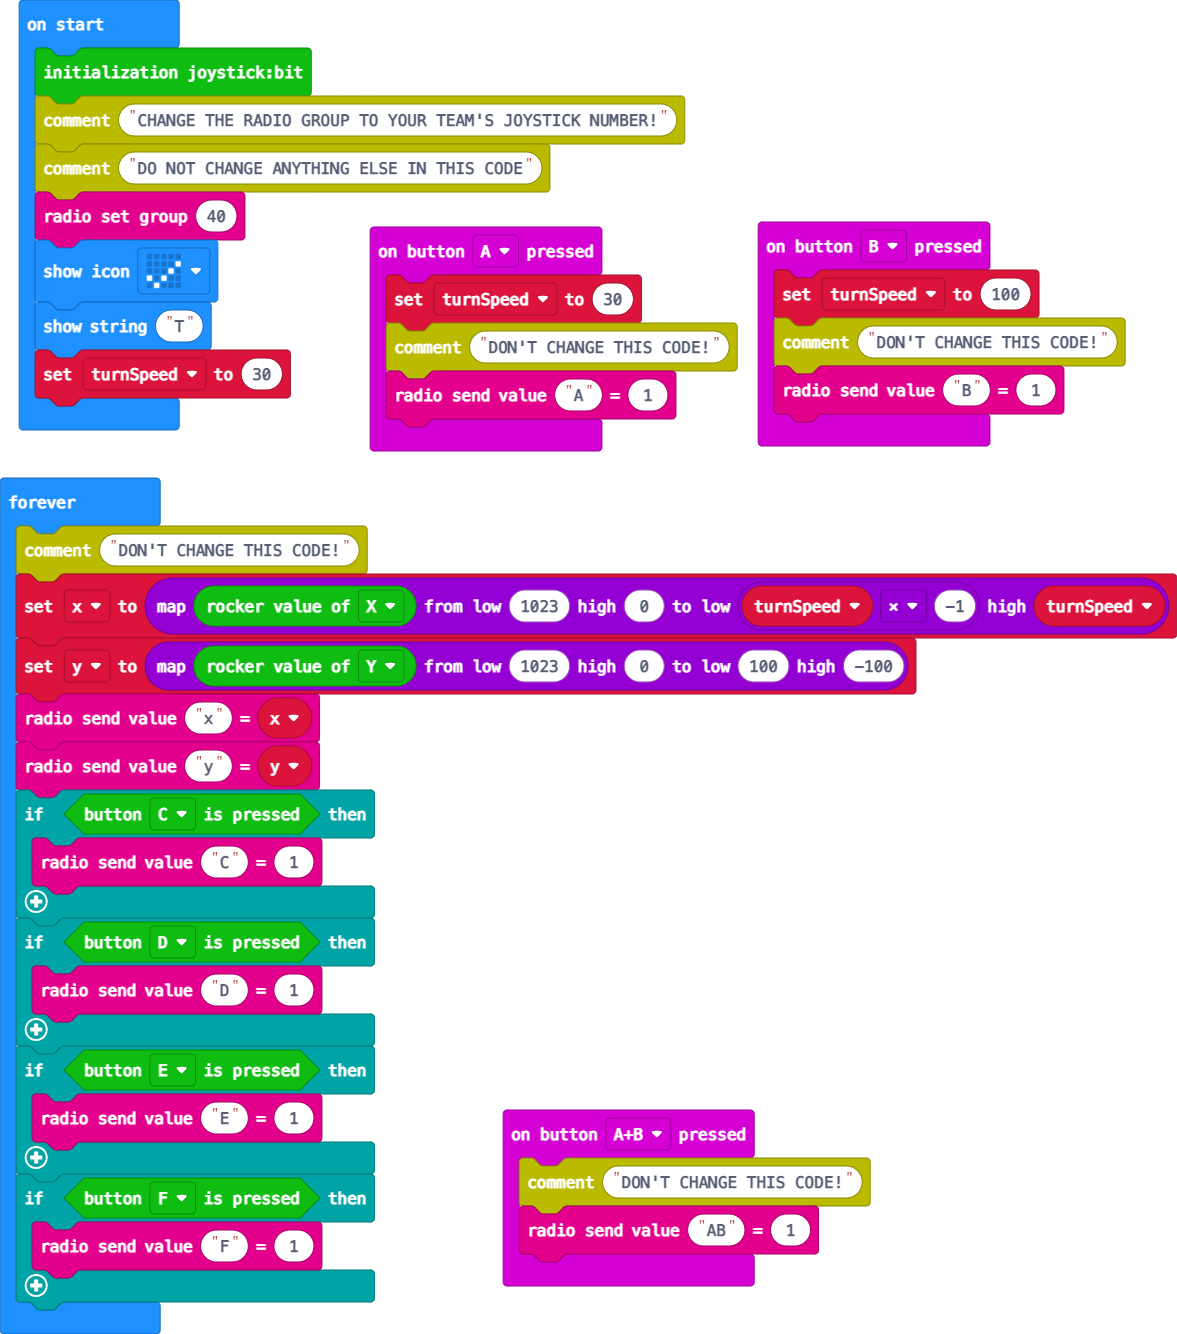 on start
initialization joystick:bit
comment "CHANGE THE RADIO GROUP TO YOUR TEAM'S JOYSTICK NUMBER!"
comment "DO NOT CHANGE ANYTHING ELSE IN THIS CODE"
radio set group 40
show icon
show string "T"
set turnSpeed to 30
on button A pressed
set turnSpeed to 30
comment "DON'T CHANGE THIS CODE!"
radio send value "A" = 1
on button B pressed
set turnSpeed to 100
comment "DON'T CHANGE THIS CODE!"
radio send value "B" = 1
forever
comment "DON'T CHANGE THIS CODE!"
set x to map rocker value of X from low 1023 high 0 to low turnSpeed × -1 high turnSpeed
set y to map rocker value of Y from low 1023 high 0 to low 100 high -100
radio send value "x" = x
radio send value "y" = y
if button C is pressed then
radio send value "C" = 1
if button D is pressed then
radio send value "D" = 1
if button E is pressed then
radio send value "E" = 1
if button F is pressed then
radio send value "F" = 1
on button A+B pressed
comment "DON'T CHANGE THIS CODE!"
radio send value "AB" = 1